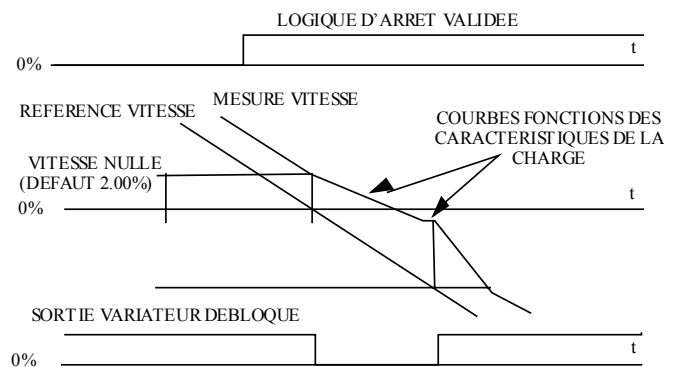 LOGIQUE D'ARRET VALIDEE
t
0%
REFERENCE VITESSE
MESURE VITESSE
COURBES FONCTIONS DES
CARACTERISTIQUES DE LA
CHARGE
VITESSE NULLE
(DEFAUT 2.00%)
t
0%
SORTIE VARIATEUR DEBLOQUE
t
0%